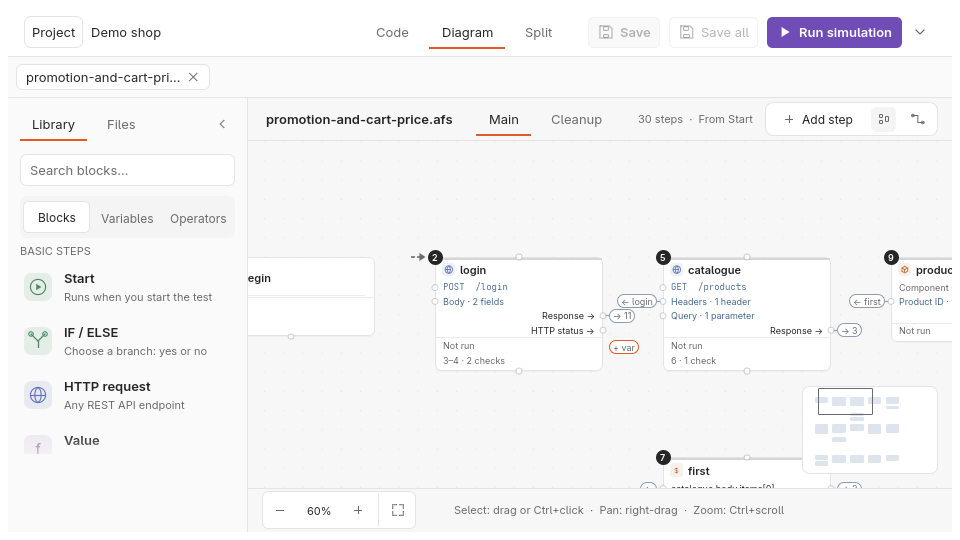 Project Demo shop Code Diagram Split Save Save all Run simulation
promotion-and-cart-pri...
Library Files
promotion-and-cart-price.afs Main Cleanup 30 steps · From Start Add step
Search blocks...
Blocks Variables Operators
BASIC STEPS
Start
Runs when you start the test
IF / ELSE
Choose a branch: yes or no
HTTP request
Any REST API endpoint
Value
egin
2
login
POST /login
Body · 2 fields
Response →
→ 11
HTTP status →
Not run
+ var
3–4 · 2 checks
5
catalogue
GET /products
← login
Headers · 1 header
Query · 1 parameter
Response →
→ 3
Not run
6 · 1 check
9
produc
Component
← first
Product ID ·
Not run
7
first
60%
Select: drag or Ctrl+click · Pan: right-drag · Zoom: Ctrl+scroll